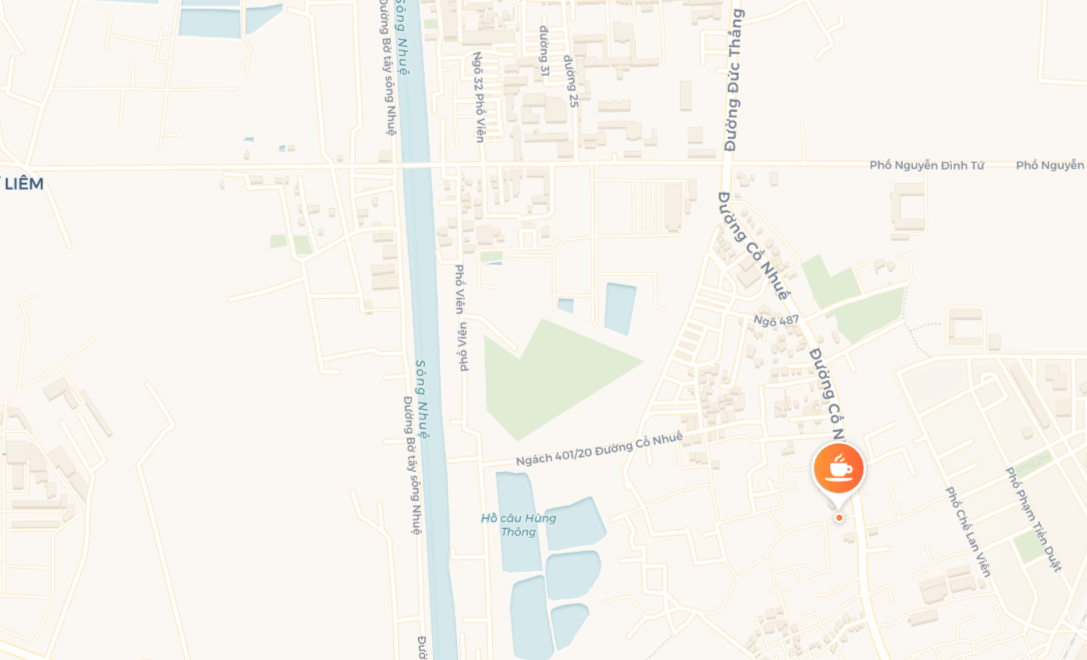 Sông Nhuệ
Đường Bờ tây sông Nhuệ
Ngõ 32 Phố Viên
đường 31
đường 25
Đường Đức Thắng
Phố Nguyễn Đình Tứ
Phố Nguyễn
LIÊM
Đường Cổ Nhuế
Phố Viên
Phố Viên
Ngõ 487
Sông Nhuệ
Đường Bờ tây sông Nhuệ
Đường Cổ N
Ngách 401/20 Đường Cổ Nhuế
Hồ câu Hùng
Thông
Phố Chế Lan Viên
Phố Phạm Tiến Duật
Đườ